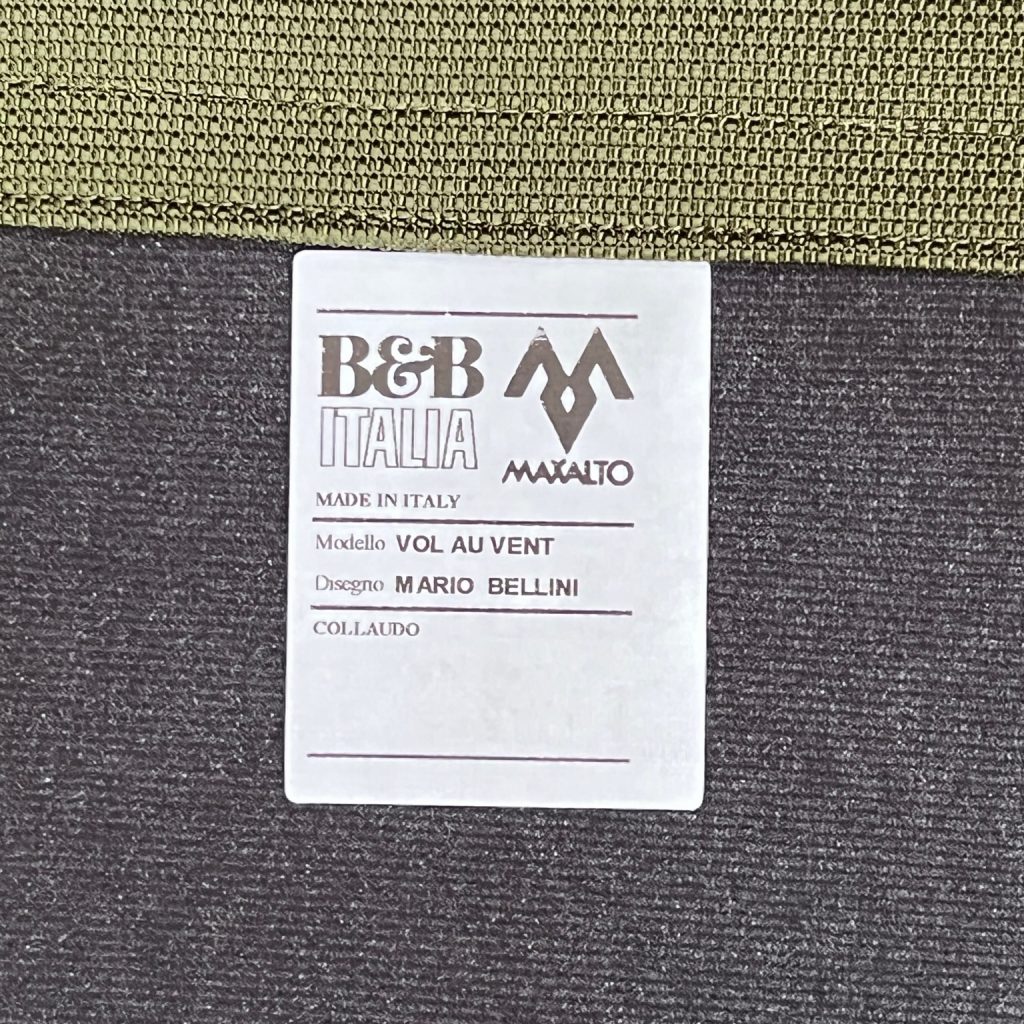 B&B
ITALIA
MAXALTO
MADE IN ITALY
Modello VOL AU VENT
Disegno MARIO BELLINI
COLLAUDO